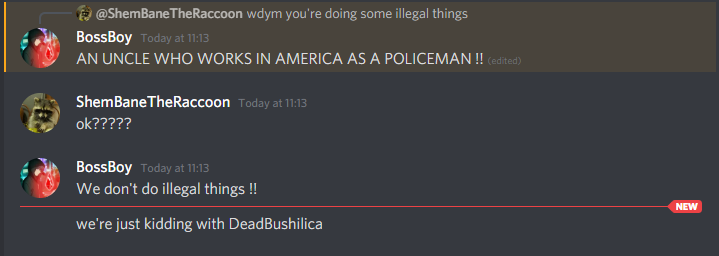 @ShemBaneTheRaccoon wdym you're doing some illegal things
BossBoy Today at 11:13
AN UNCLE WHO WORKS IN AMERICA AS A POLICEMAN !! (edited)
ShemBaneTheRaccoon Today at 11:13
ok?????
BossBoy Today at 11:13
We don't do illegal things !!
NEW
we're just kidding with DeadBushilica